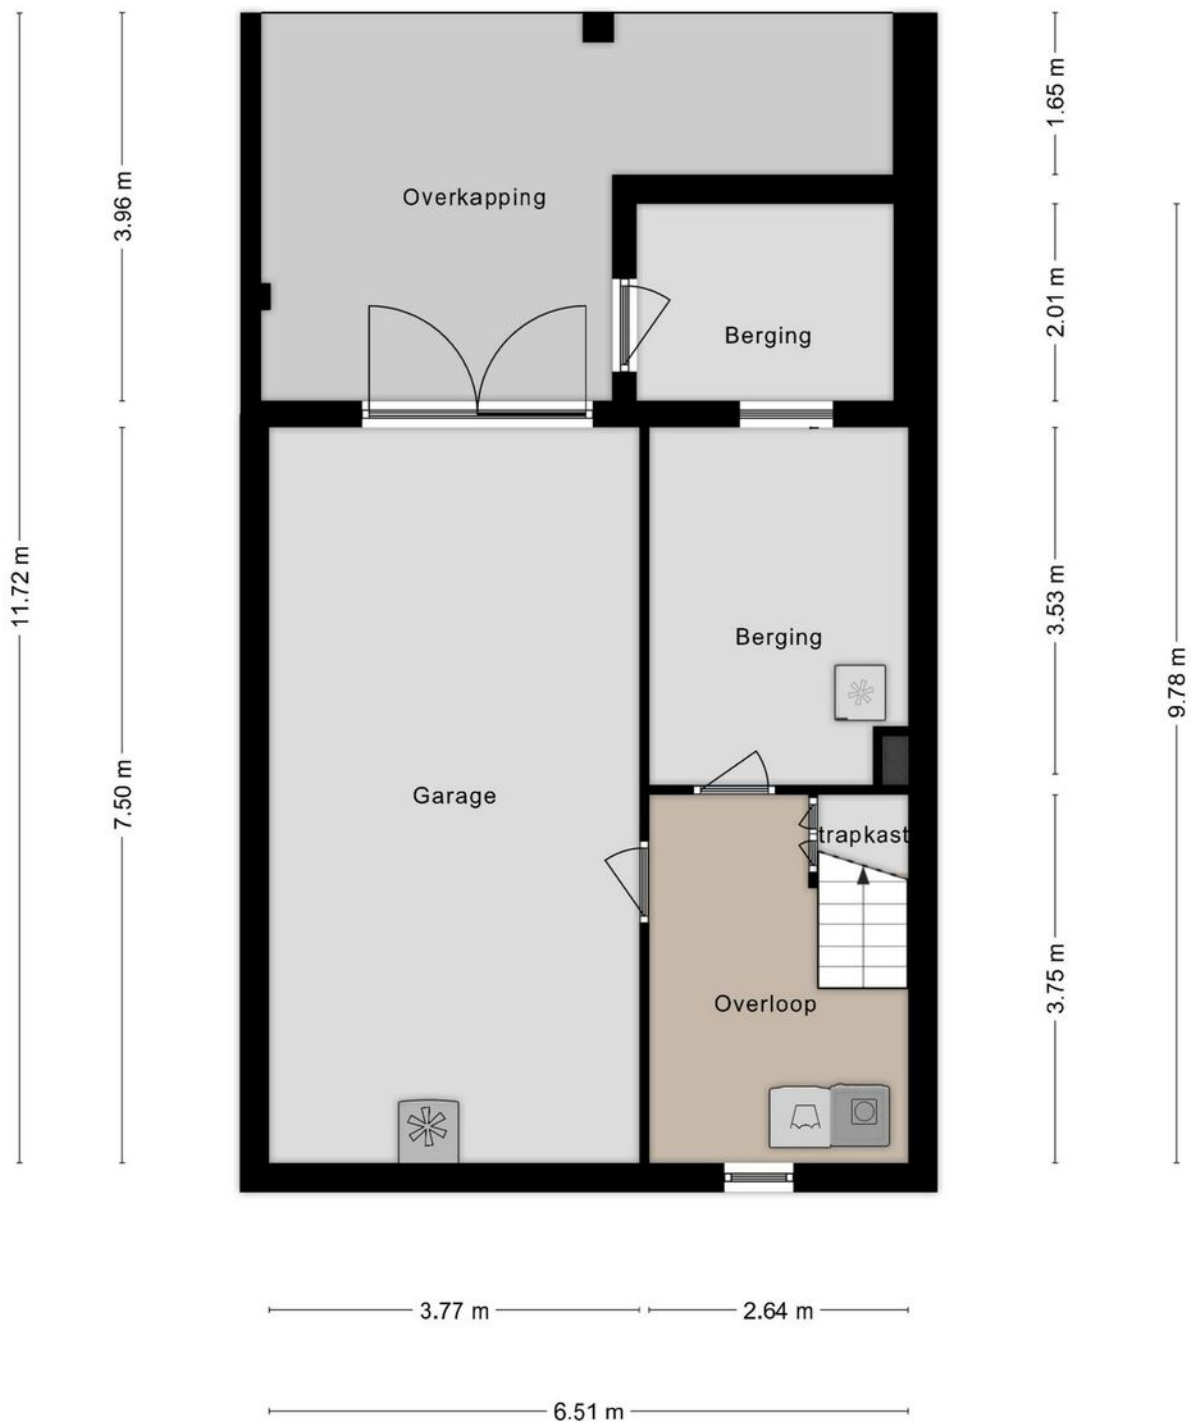 1.65 m
3.96 m
Overkapping
2.01 m
Berging
11.72 m
3.53 m
Berging
9.78 m
7.50 m
Garage
trapkast
3.75 m
Overloop
3.77 m
2.64 m
6.51 m